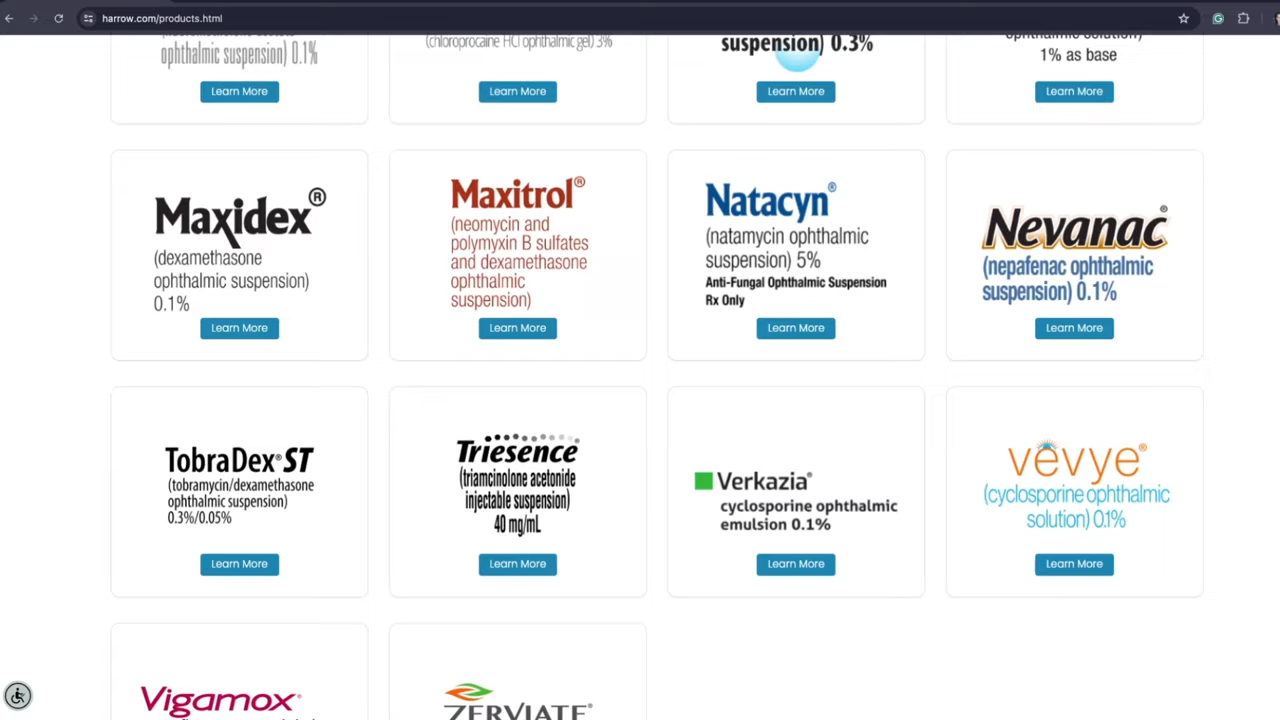 harrow.com/products.html
ophthalmic suspension) 0.1%
(chloroprocaine HCl ophthalmic gel) 3%
suspension) 0.3%
ophthalmic solution)
1% as base
Learn More
Learn More
Learn More
Learn More
Maxidex®
(dexamethasone
ophthalmic suspension)
0.1%
Learn More
Maxitrol®
(neomycin and
polymyxin B sulfates
and dexamethasone
ophthalmic
suspension)
Learn More
Natacyn®
(natamycin ophthalmic
suspension) 5%
Anti-Fungal Ophthalmic Suspension
Rx Only
Learn More
Nevanac®
(nepafenac ophthalmic
suspension) 0.1%
Learn More
TobraDex® ST
(tobramycin/dexamethasone
ophthalmic suspension)
0.3%/0.05%
Learn More
Triesence®
(triamcinolone acetonide
injectable suspension)
40 mg/mL
Learn More
Verkazia®
cyclosporine ophthalmic
emulsion 0.1%
Learn More
vevye®
(cyclosporine ophthalmic
solution) 0.1%
Learn More
Vigamox®
ZERVIATE®